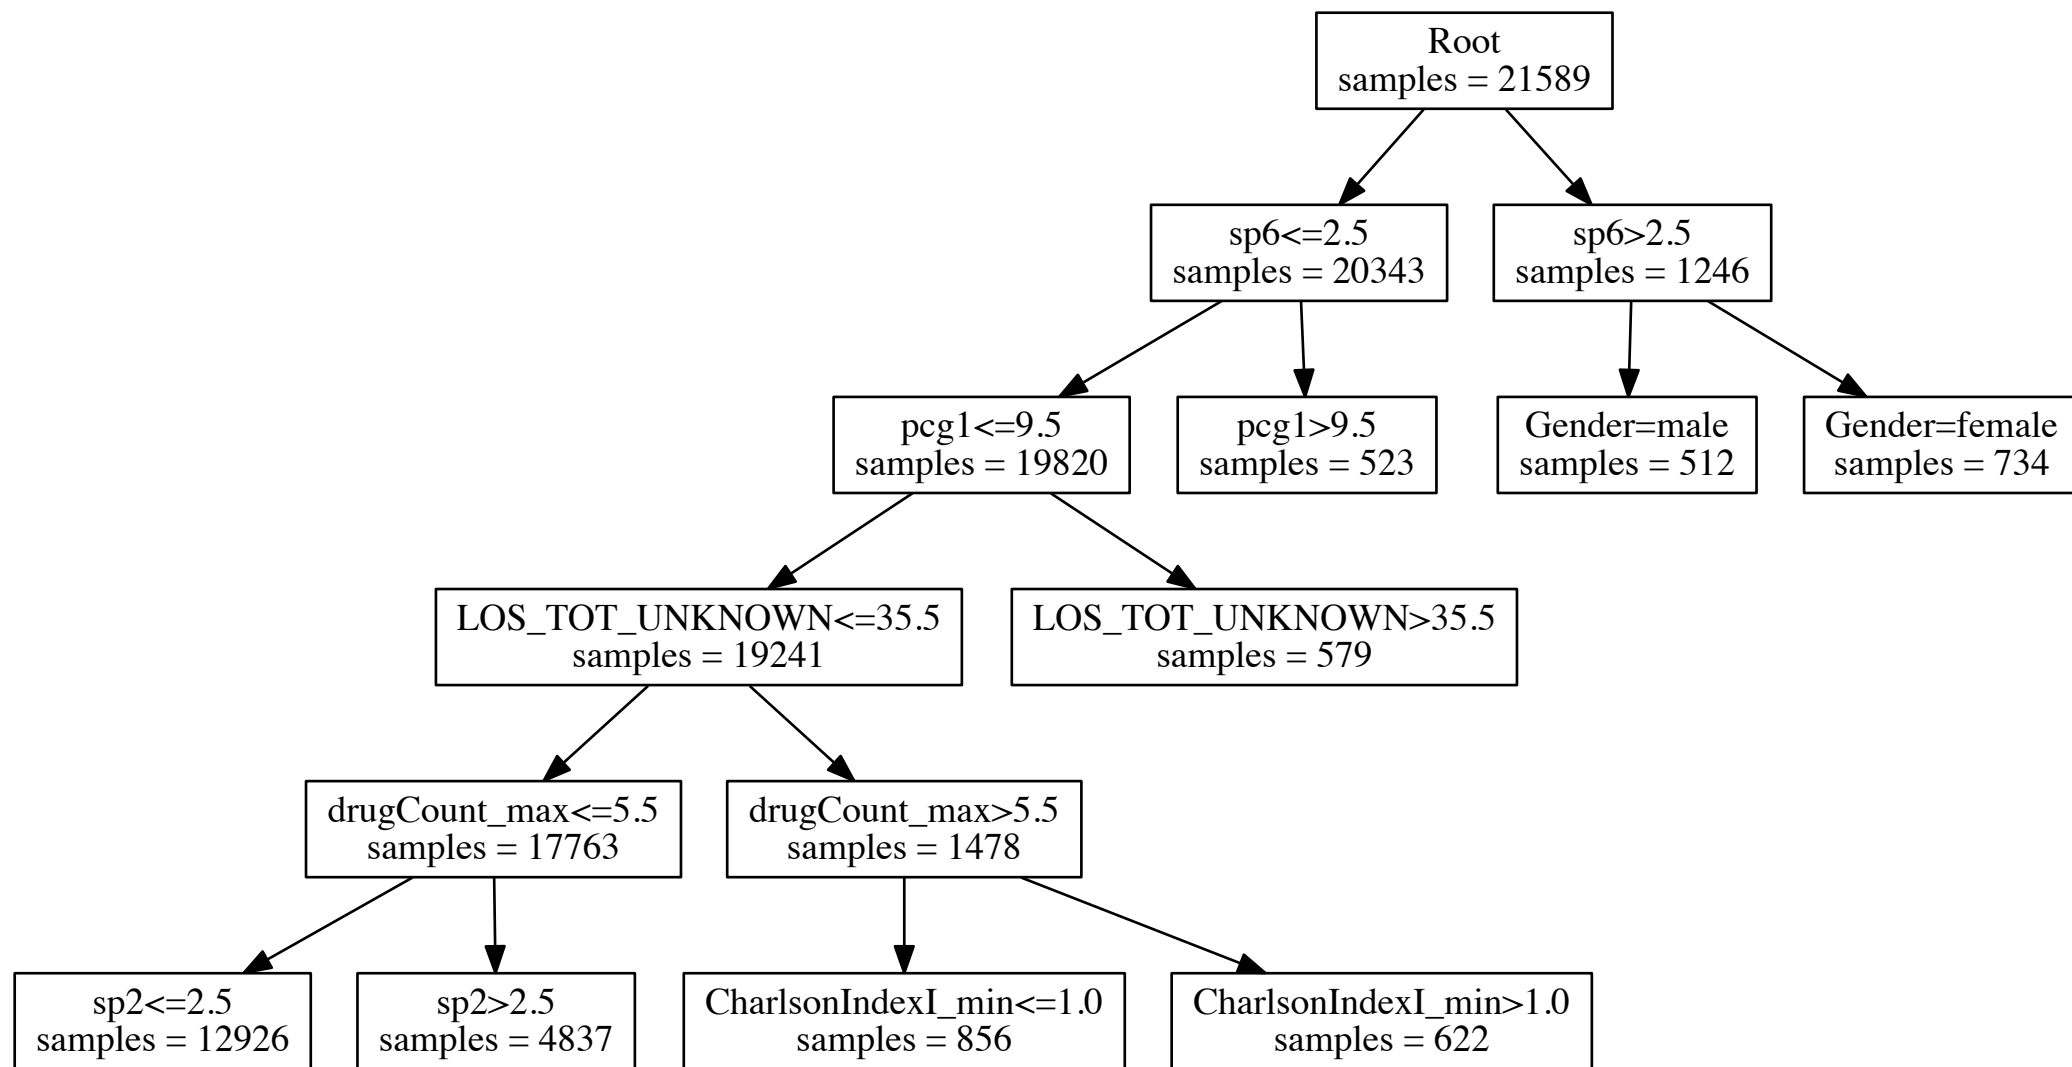 Root
samples = 21589
sp6<=2.5
samples = 20343
sp6>2.5
samples = 1246
pcg1<=9.5
samples = 19820
pcg1>9.5
samples = 523
Gender=male
samples = 512
Gender=female
samples = 734
LOS_TOT_UNKNOWN<=35.5
samples = 19241
LOS_TOT_UNKNOWN>35.5
samples = 579
drugCount_max<=5.5
samples = 17763
drugCount_max>5.5
samples = 1478
sp2<=2.5
samples = 12926
sp2>2.5
samples = 4837
CharlsonIndexI_min<=1.0
samples = 856
CharlsonIndexI_min>1.0
samples = 622